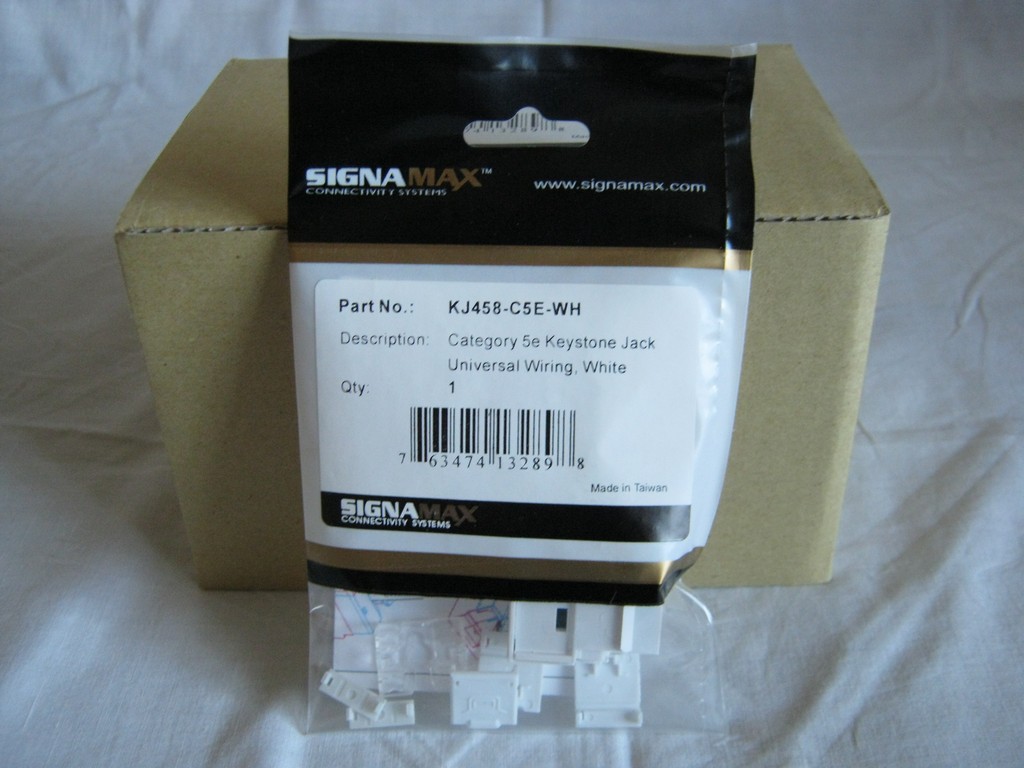 SIGNAMAX™
CONNECTIVITY SYSTEMS
www.signamax.com
Part No.: KJ458-C5E-WH
Description: Category 5e Keystone Jack
Universal Wiring, White
Qty: 1
7 63474 13289 8
Made in Taiwan
SIGNAMAX
CONNECTIVITY SYSTEMS